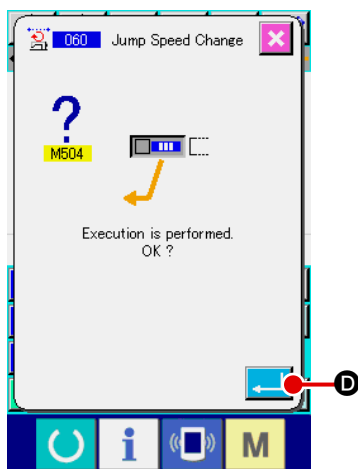 060 Jump Speed Change
?
M504
Execution is performed.
OK ?
D
i
M